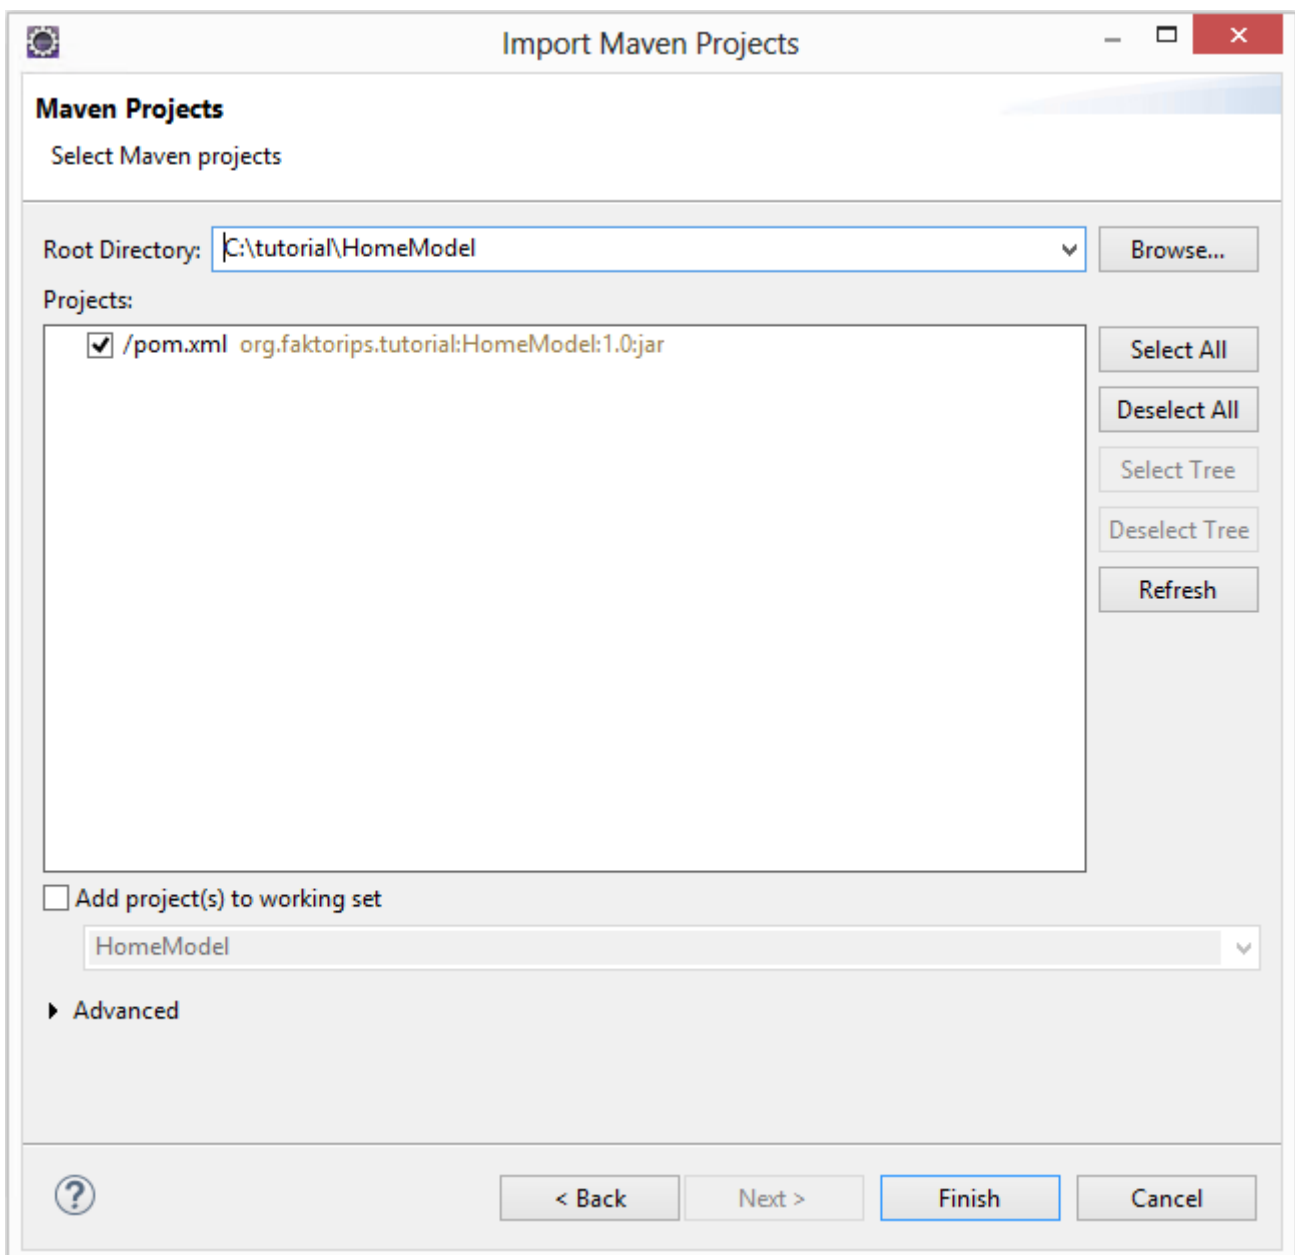 Import Maven Projects
Maven Projects
Select Maven projects
Root Directory: C:\tutorial\HomeModel Browse...
Projects:
/pom.xml org.faktorips.tutorial:HomeModel:1.0:jar
Select All
Deselect All
Select Tree
Deselect Tree
Refresh
Add project(s) to working set
HomeModel
Advanced
? < Back Next > Finish Cancel